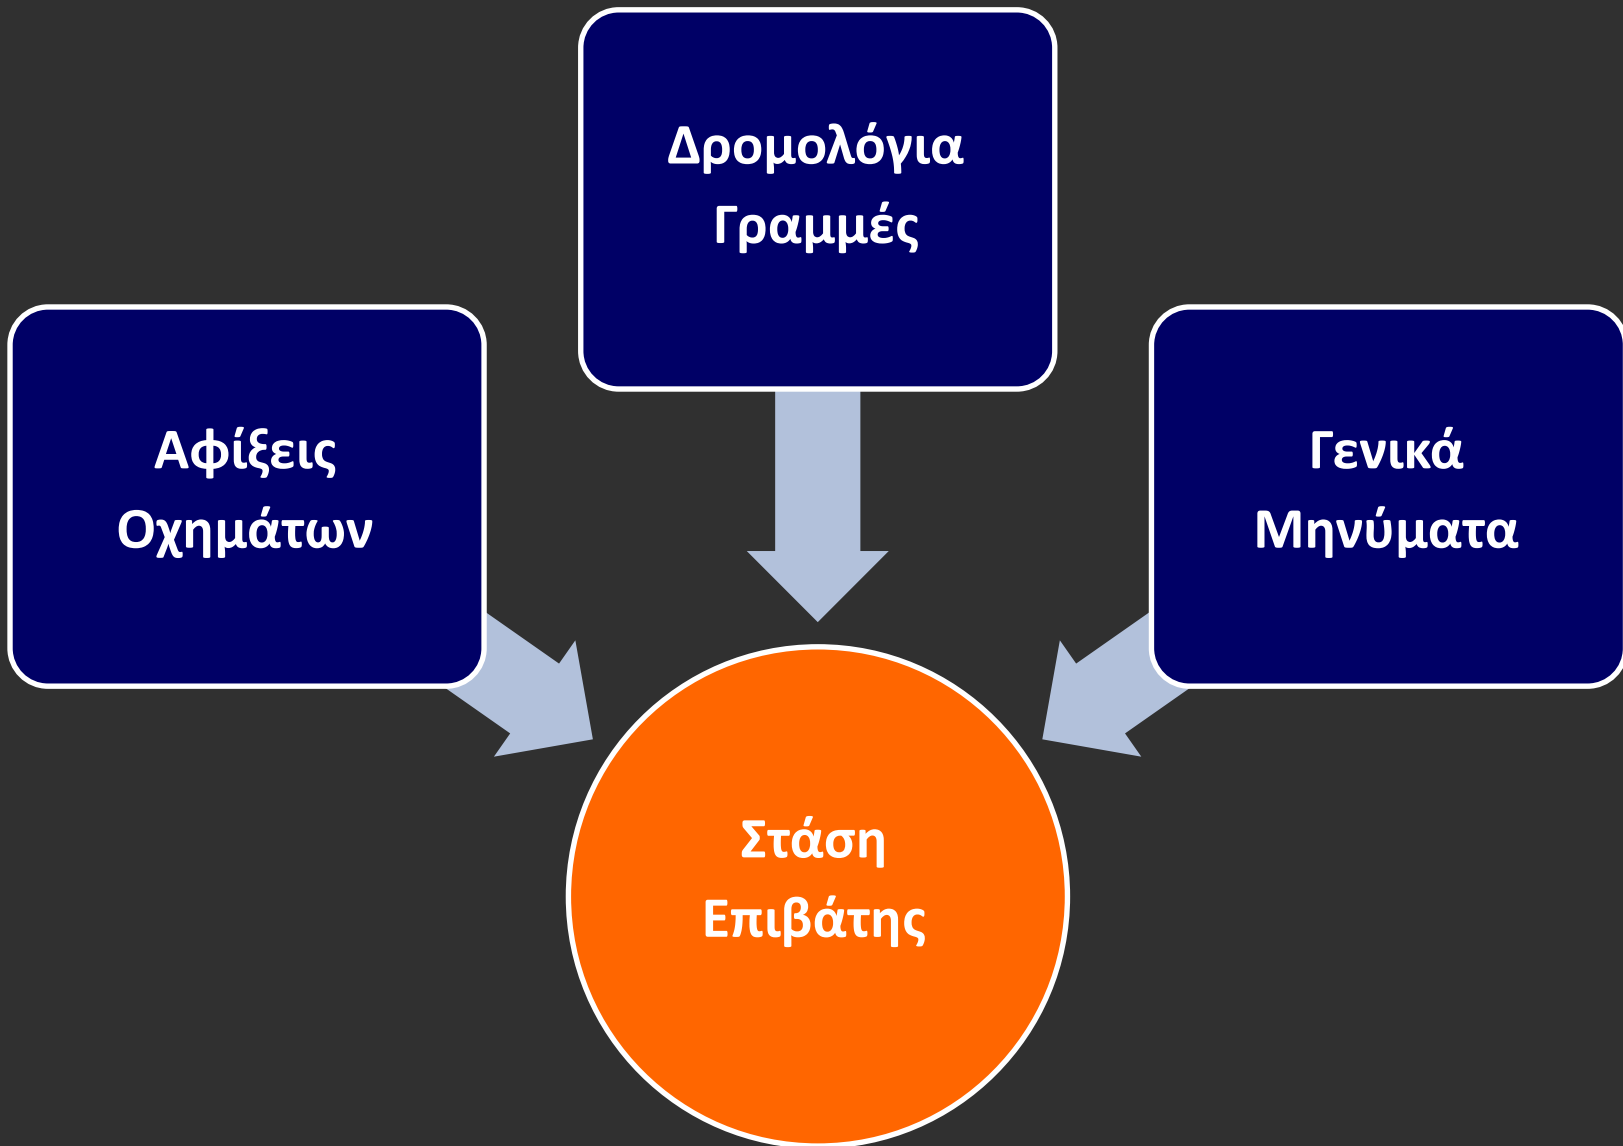 Δρομολόγια
Γραμμές
Αφίξεις
Οχημάτων
Γενικά
Μηνύματα
Στάση
Επιβάτης